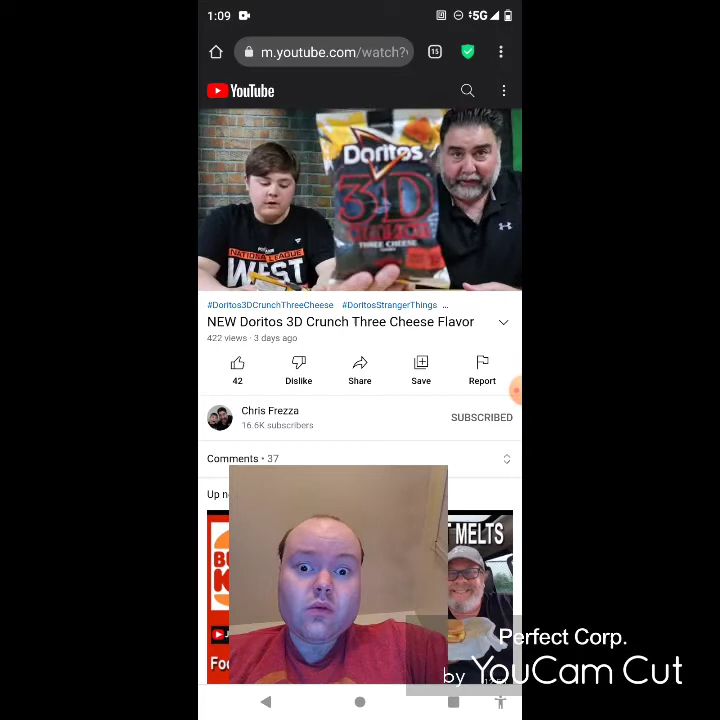 1:09
5G
m.youtube.com/watch?v
15
YouTube
Doritos
3D
THREE CHEESE
NATIONAL LEAGUE
WEST
#Doritos3DCrunchThreeCheese #DoritosStrangerThings ...
NEW Doritos 3D Crunch Three Cheese Flavor
422 views · 3 days ago
42
Dislike
Share
Save
Report
Chris Frezza
16.6K subscribers
SUBSCRIBED
Comments • 37
Up n
T MELTS
Perfect Corp.
by YouCam Cut